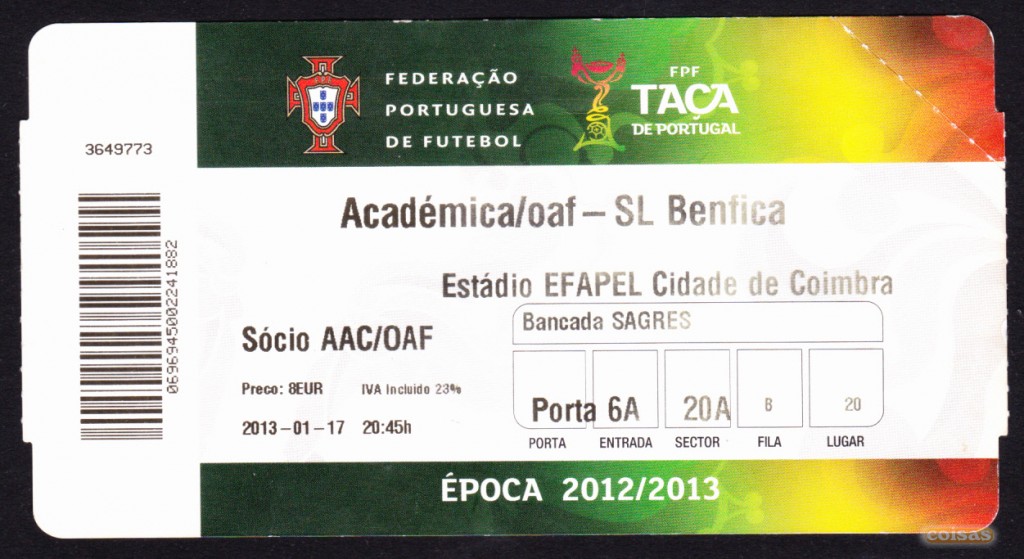 3649773
0696945002241882
FPF
FEDERAÇÃO
PORTUGUESA
DE FUTEBOL
FPF
TAÇA
DE PORTUGAL
Académica/oaf – SL Benfica
Estádio EFAPEL Cidade de Coimbra
Bancada SAGRES
Sócio AAC/OAF
Preco: 8EUR IVA Incluido 23%
2013-01-17 20:45h
Porta 6A 20A B 20
PORTA ENTRADA SECTOR FILA LUGAR
ÉPOCA 2012/2013
coisas